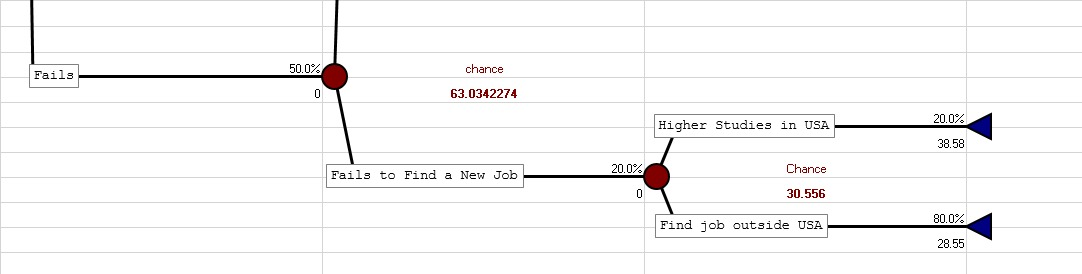 Fails
50.0%
0
chance
63.0342274
Fails to Find a New Job
20.0%
0
Higher Studies in USA
20.0%
38.58
Chance
30.556
Find job outside USA
80.0%
28.55